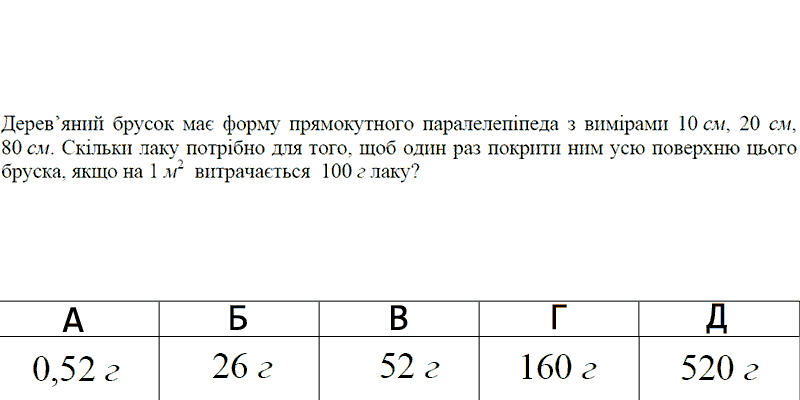 Дерев’яний брусок має форму прямокутного паралелепіпеда з вимірами 10 см, 20 см,
80 см. Скільки лаку потрібно для того, щоб один раз покрити ним усю поверхню цього
бруска, якщо на 1 м² витрачається 100 г лаку?
А Б В Г Д
0,52 г 26 г 52 г 160 г 520 г